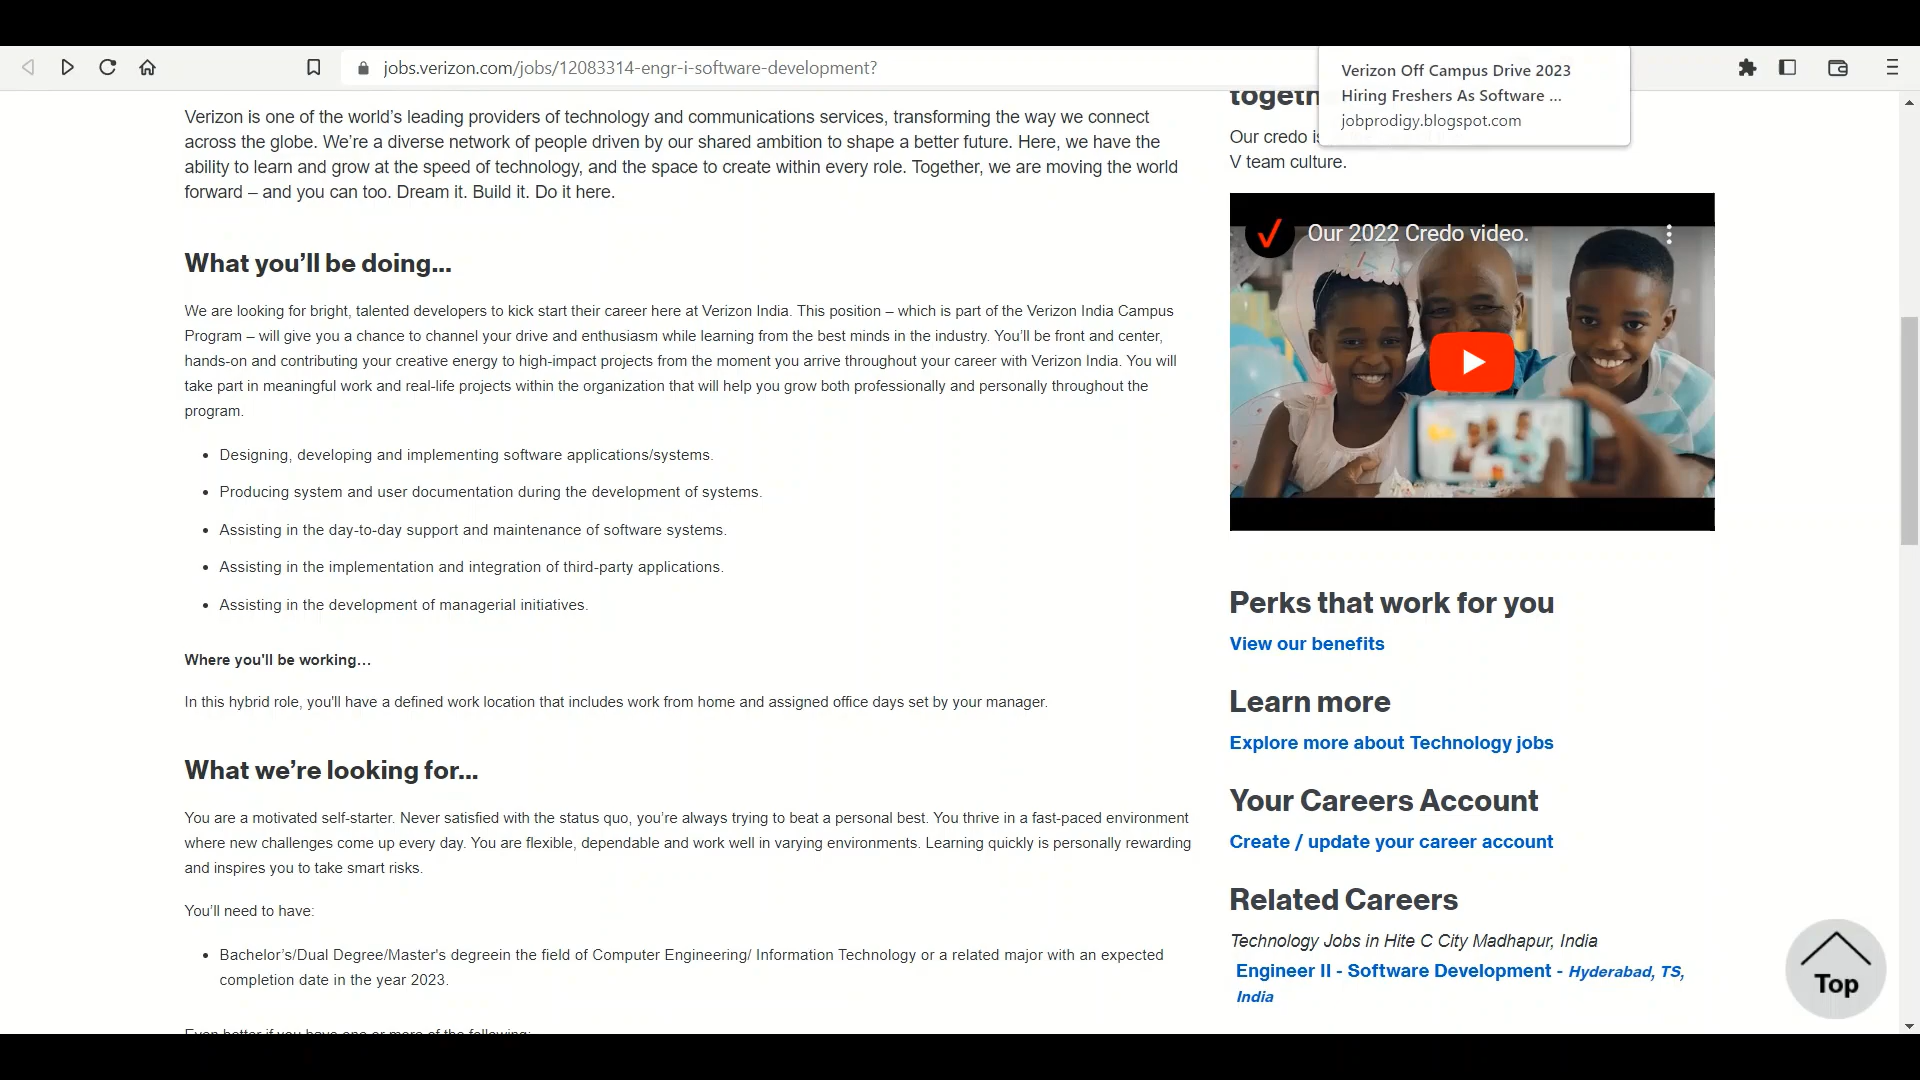 jobs.verizon.com/jobs/12083314-engr-i-software-development?
Verizon Off Campus Drive 2023
Hiring Freshers As Software ...
jobprodigy.blogspot.com
Verizon is one of the world’s leading providers of technology and communications services, transforming the way we connect
across the globe. We’re a diverse network of people driven by our shared ambition to shape a better future. Here, we have the
ability to learn and grow at the speed of technology, and the space to create within every role. Together, we are moving the world
forward – and you can too. Dream it. Build it. Do it here.
What you’ll be doing...
We are looking for bright, talented developers to kick start their career here at Verizon India. This position – which is part of the Verizon India Campus
Program – will give you a chance to channel your drive and enthusiasm while learning from the best minds in the industry. You’ll be front and center,
hands-on and contributing your creative energy to high-impact projects from the moment you arrive throughout your career with Verizon India. You will
take part in meaningful work and real-life projects within the organization that will help you grow both professionally and personally throughout the
program.
• Designing, developing and implementing software applications/systems.
• Producing system and user documentation during the development of systems.
• Assisting in the day-to-day support and maintenance of software systems.
• Assisting in the implementation and integration of third-party applications.
• Assisting in the development of managerial initiatives.
Where you'll be working…
In this hybrid role, you'll have a defined work location that includes work from home and assigned office days set by your manager.
What we’re looking for...
You are a motivated self-starter. Never satisfied with the status quo, you’re always trying to beat a personal best. You thrive in a fast-paced environment
where new challenges come up every day. You are flexible, dependable and work well in varying environments. Learning quickly is personally rewarding
and inspires you to take smart risks.
You’ll need to have:
• Bachelor’s/Dual Degree/Master's degreein the field of Computer Engineering/ Information Technology or a related major with an expected
completion date in the year 2023.
Even better if you have one or more of the following:
togeth
Our credo is
V team culture.
Our 2022 Credo video.
Perks that work for you
View our benefits
Learn more
Explore more about Technology jobs
Your Careers Account
Create / update your career account
Related Careers
Technology Jobs in Hite C City Madhapur, India
Engineer II - Software Development - Hyderabad, TS,
India
Top